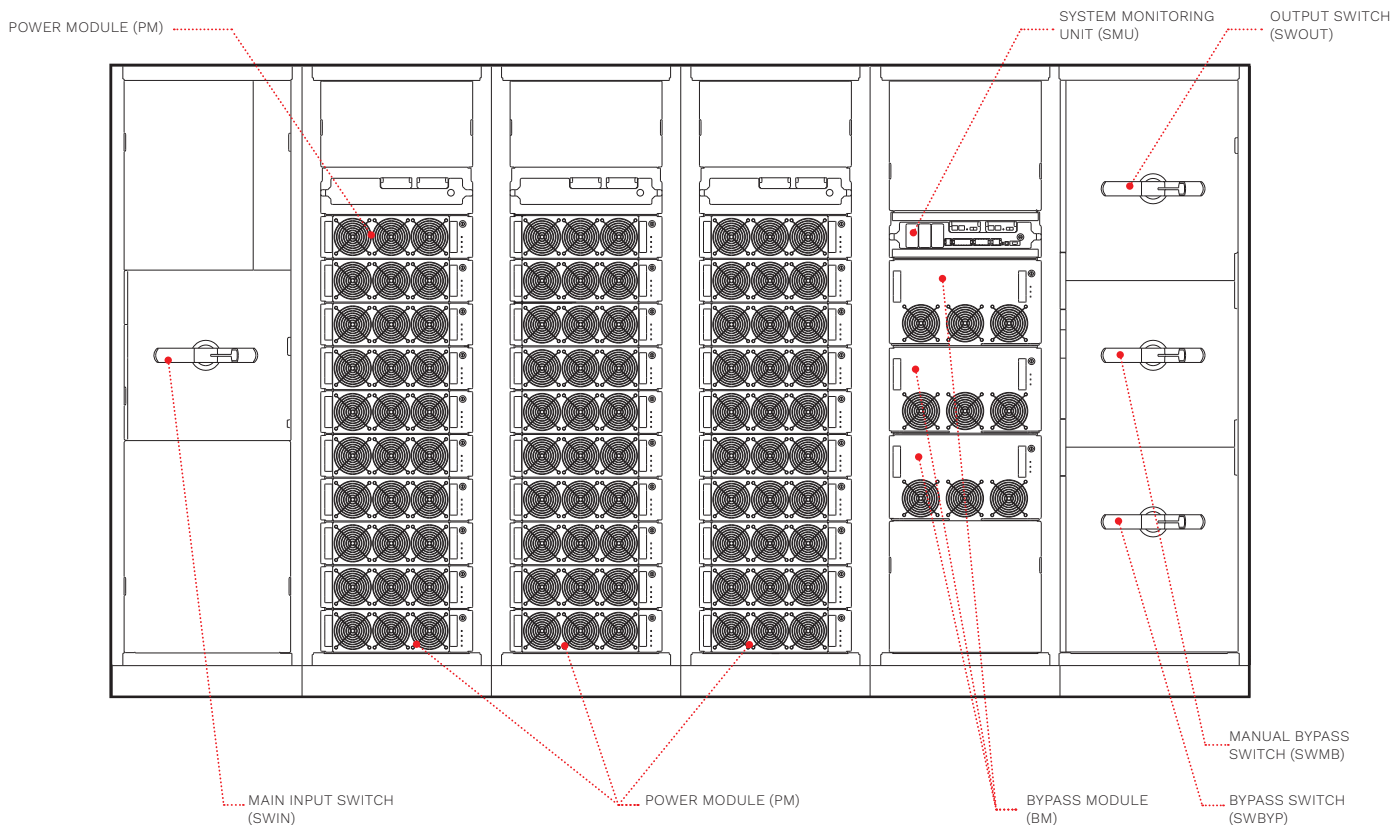 POWER MODULE (PM)
SYSTEM MONITORING
UNIT (SMU)
OUTPUT SWITCH
(SWOUT)
MANUAL BYPASS
SWITCH (SWMB)
MAIN INPUT SWITCH
(SWIN)
POWER MODULE (PM)
BYPASS MODULE
(BM)
BYPASS SWITCH
(SWBYP)